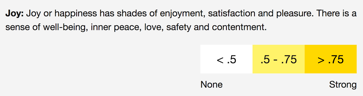 Joy: Joy or happiness has shades of enjoyment, satisfaction and pleasure. There is a
sense of well-being, inner peace, love, safety and contentment.
< .5 .5 - .75 > .75
None Strong